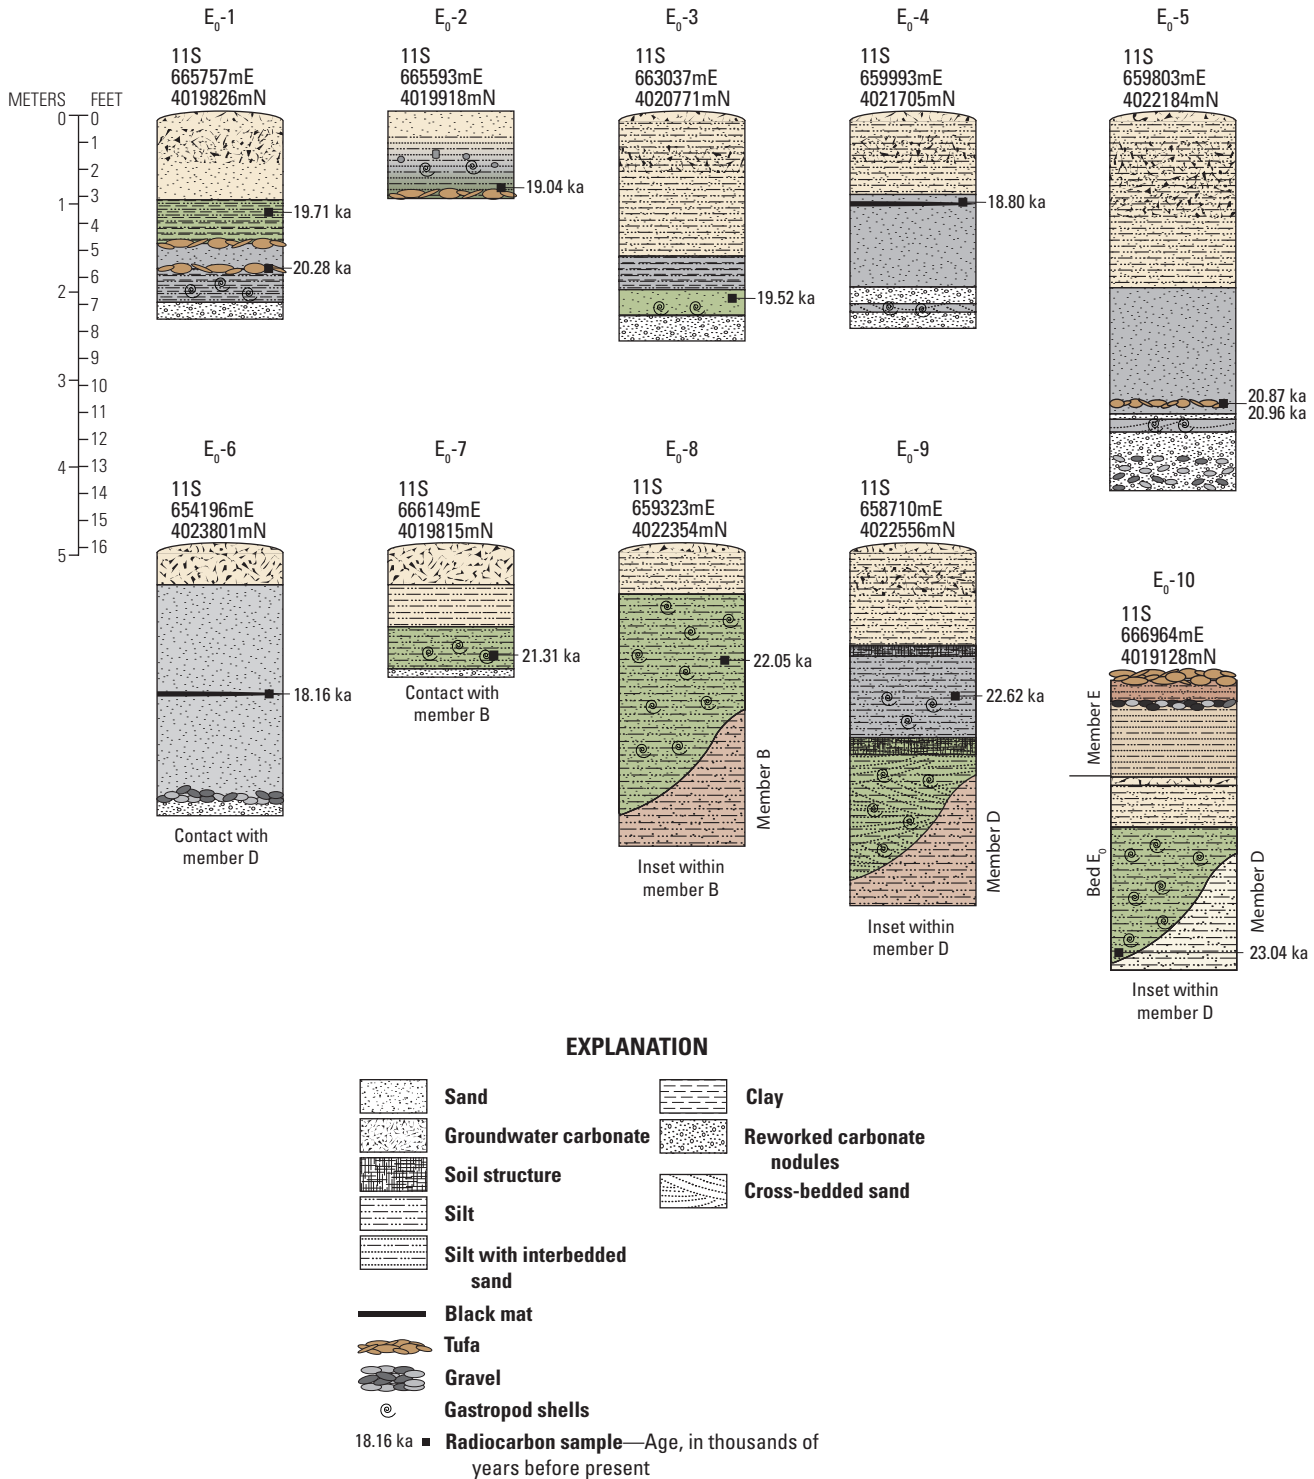 E0-1
11S
665757mE
4019826mN
E0-2
11S
665593mE
4019918mN
E0-3
11S
663037mE
4020771mN
E0-4
11S
659993mE
4021705mN
E0-5
11S
659803mE
4022184mN
METERS FEET
0 0
1
2
3
1
4
5
6
2
7
8
9
3
10
11
12
4
13
14
15
16
5
19.71 ka
20.28 ka
19.04 ka
19.52 ka
18.80 ka
20.87 ka
20.96 ka
E0-6
11S
654196mE
4023801mN
18.16 ka
Contact with
member D
E0-7
11S
666149mE
4019815mN
21.31 ka
Contact with
member B
E0-8
11S
659323mE
4022354mN
22.05 ka
Member B
Inset within
member B
E0-9
11S
658710mE
4022556mN
22.62 ka
Member D
Inset within
member D
E0-10
11S
666964mE
4019128mN
Member E
Bed E0
Member D
23.04 ka
Inset within
member D
EXPLANATION
Sand
Groundwater carbonate
Soil structure
Silt
Silt with interbedded
sand
Black mat
Tufa
Gravel
Gastropod shells
18.16 ka Radiocarbon sample—Age, in thousands of
years before present
Clay
Reworked carbonate
nodules
Cross-bedded sand